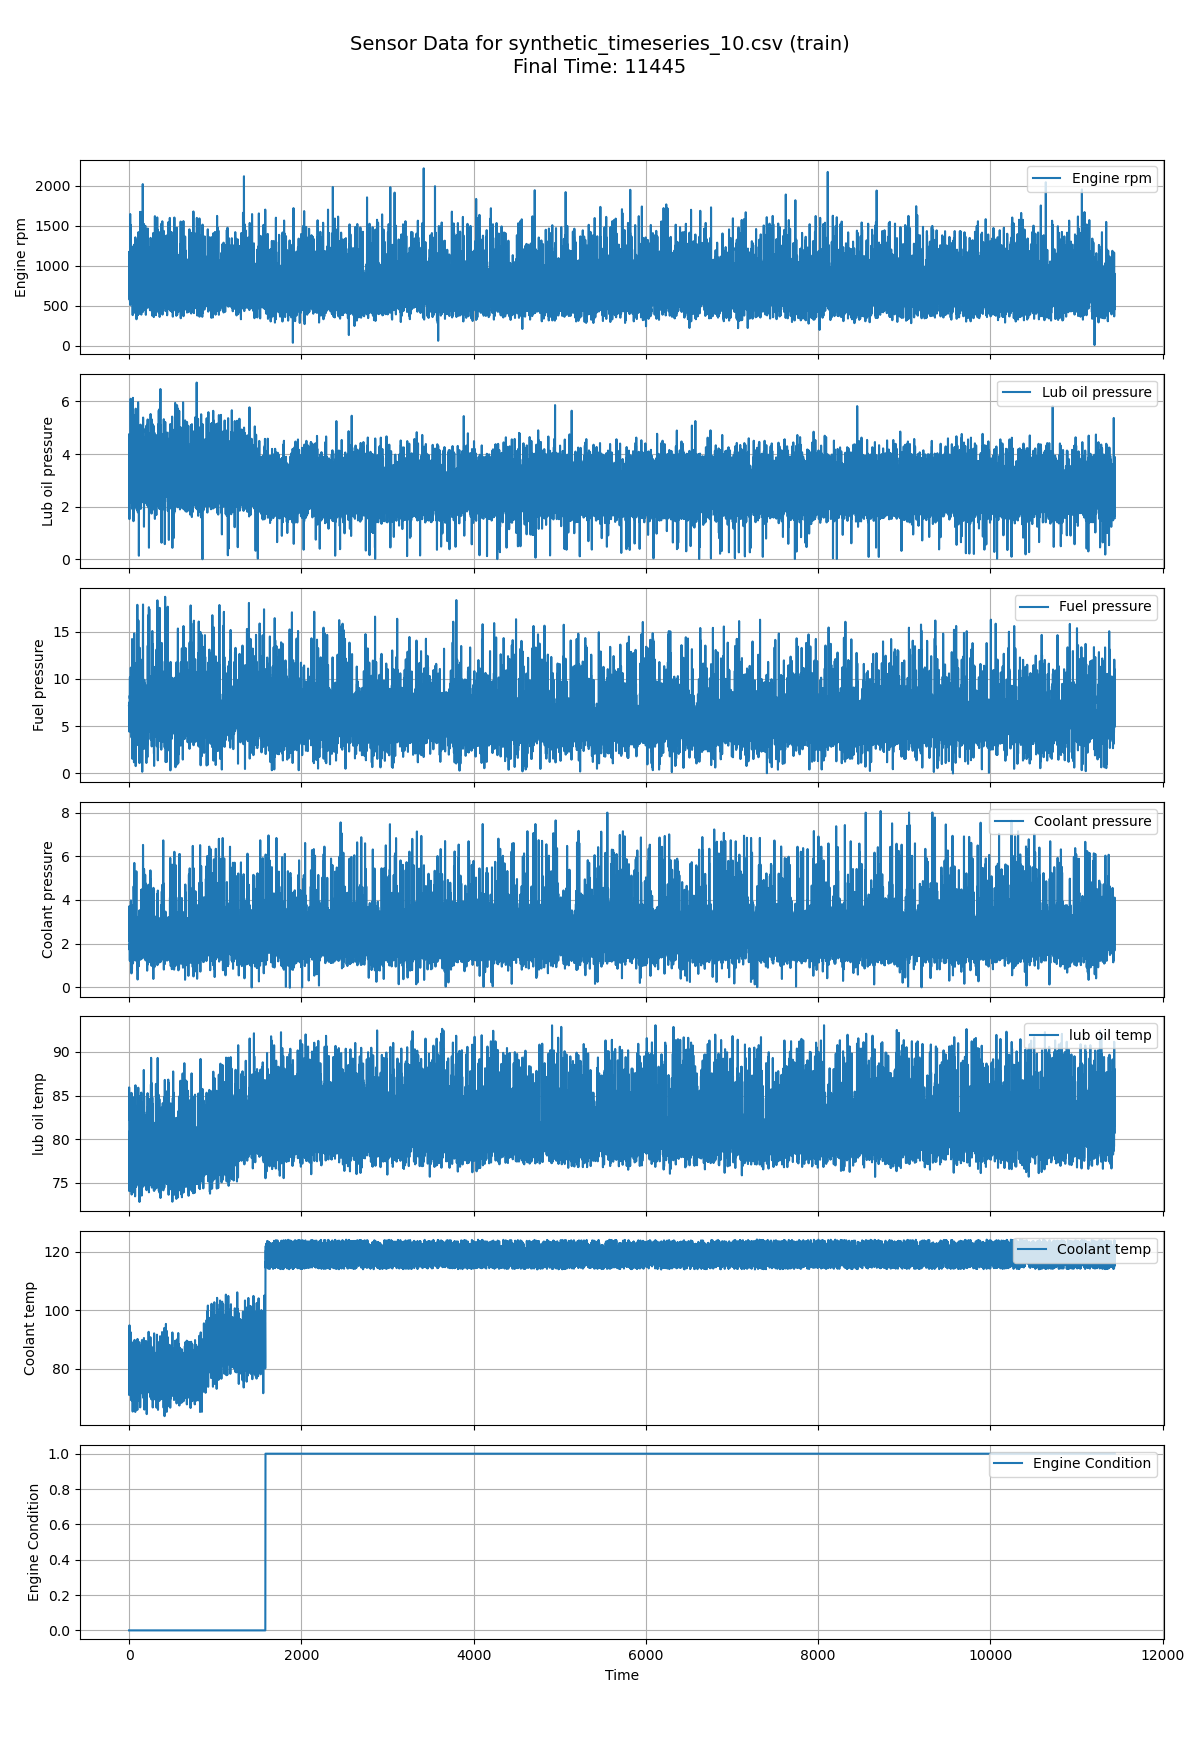 Sensor Data for synthetic_timeseries_10.csv (train)
Final Time: 11445
Engine rpm
2000
1500
1000
500
0
Engine rpm
Lub oil pressure
6
4
2
0
Lub oil pressure
Fuel pressure
15
10
5
0
Fuel pressure
Coolant pressure
8
6
4
2
0
Coolant pressure
lub oil temp
90
85
80
75
lub oil temp
Coolant temp
120
100
80
Coolant temp
Engine Condition
1.0
0.8
0.6
0.4
0.2
0.0
Engine Condition
0 2000 4000 6000 8000 10000 12000
Time